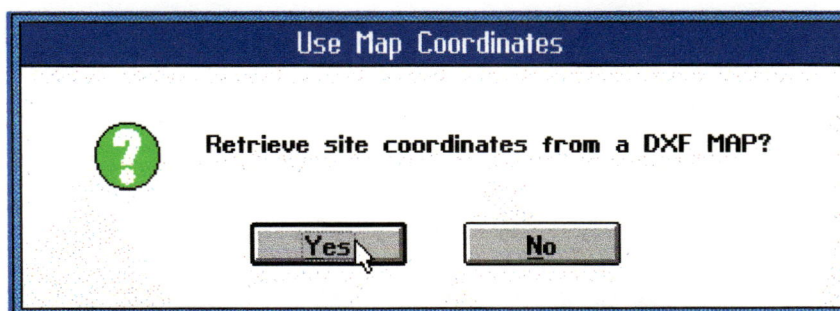 Use Map Coordinates
Retrieve site coordinates from a DXF MAP?
Yes
No